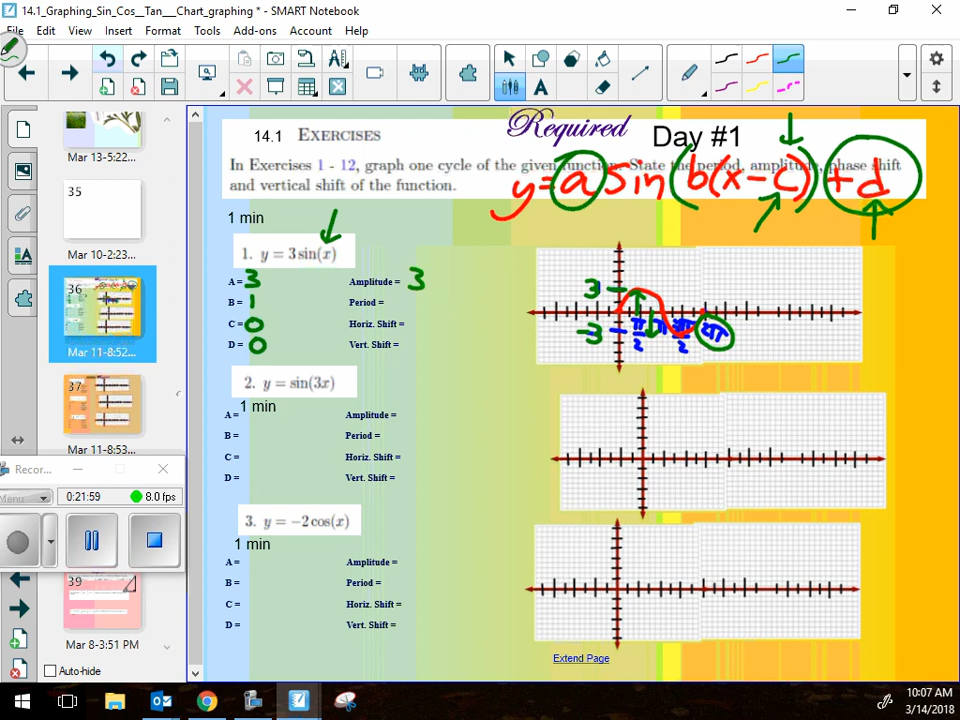 14.1_Graphing_Sin_Cos__Tan___Chart_graphing * - SMART Notebook
File Edit View Insert Format Tools Add-ons Account Help
Mar 13-5:22...
35
Mar 10-2:23...
36
Mar 11-8:52...
37
Mar 11-8:53...
Recor...
Menu
0:21:59
8.0 fps
39
Mar 8-3:51 PM
Auto-hide
14.1 EXERCISES
Required
Day #1
In Exercises 1 - 12, graph one cycle of the given function. State the period, amplitude, phase shift
and vertical shift of the function.
y = a sin (b(x - c)) + d
1 min
1. y = 3 sin(x)
A = 3 Amplitude = 3
B = 1 Period =
C = 0 Horiz. Shift =
D = 0 Vert. Shift =
3
-3
π/2 π 3π/2 2π
2. y = sin(3x)
1 min
A = Amplitude =
B = Period =
C = Horiz. Shift =
D = Vert. Shift =
3. y = -2 cos(x)
1 min
A = Amplitude =
B = Period =
C = Horiz. Shift =
D = Vert. Shift =
Extend Page
10:07 AM
3/14/2018